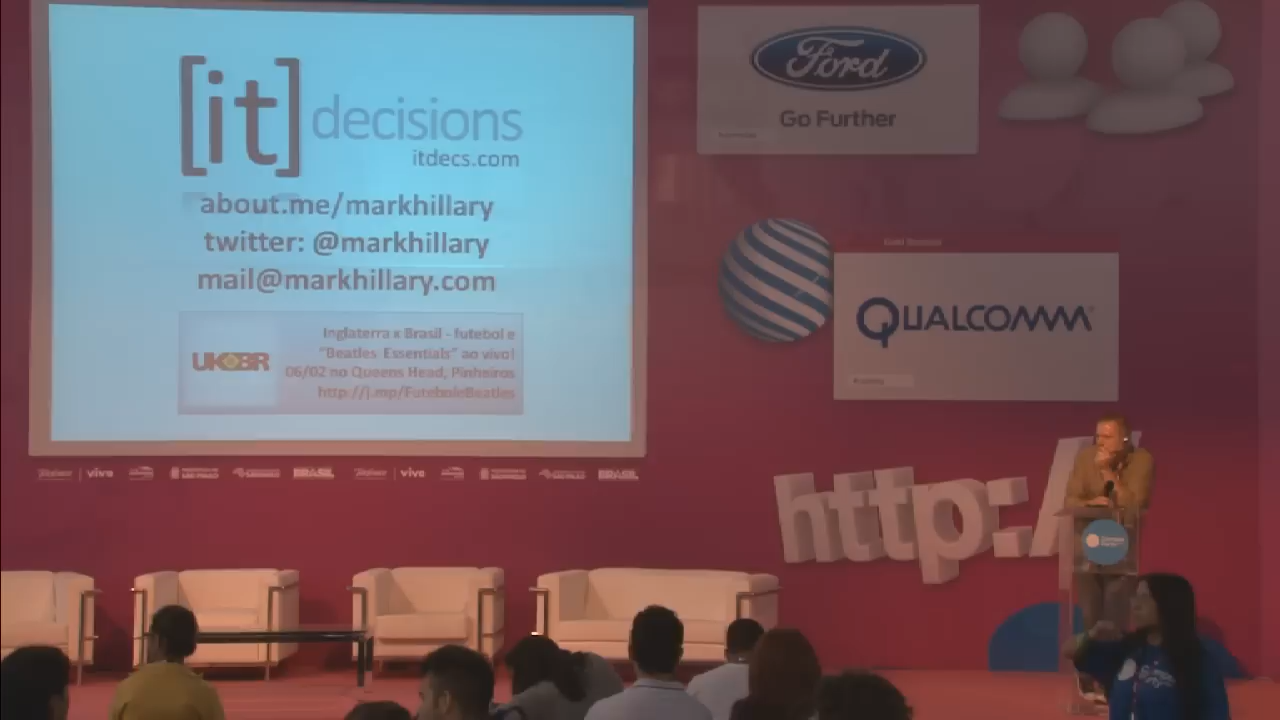 [it] decisions
itdecs.com
about.me/markhillary
twitter: @markhillary
mail@markhillary.com
UKBR
Inglaterra x Brasil - futebol e
"Beatles Essentials" ao vivo!
06/02 no Queens Head, Pinheiros
http://j.mp/FuteboleBeatles
vivo
BRASIL
vivo
BRASIL
Ford
Go Further
QUALCOMM
http:/